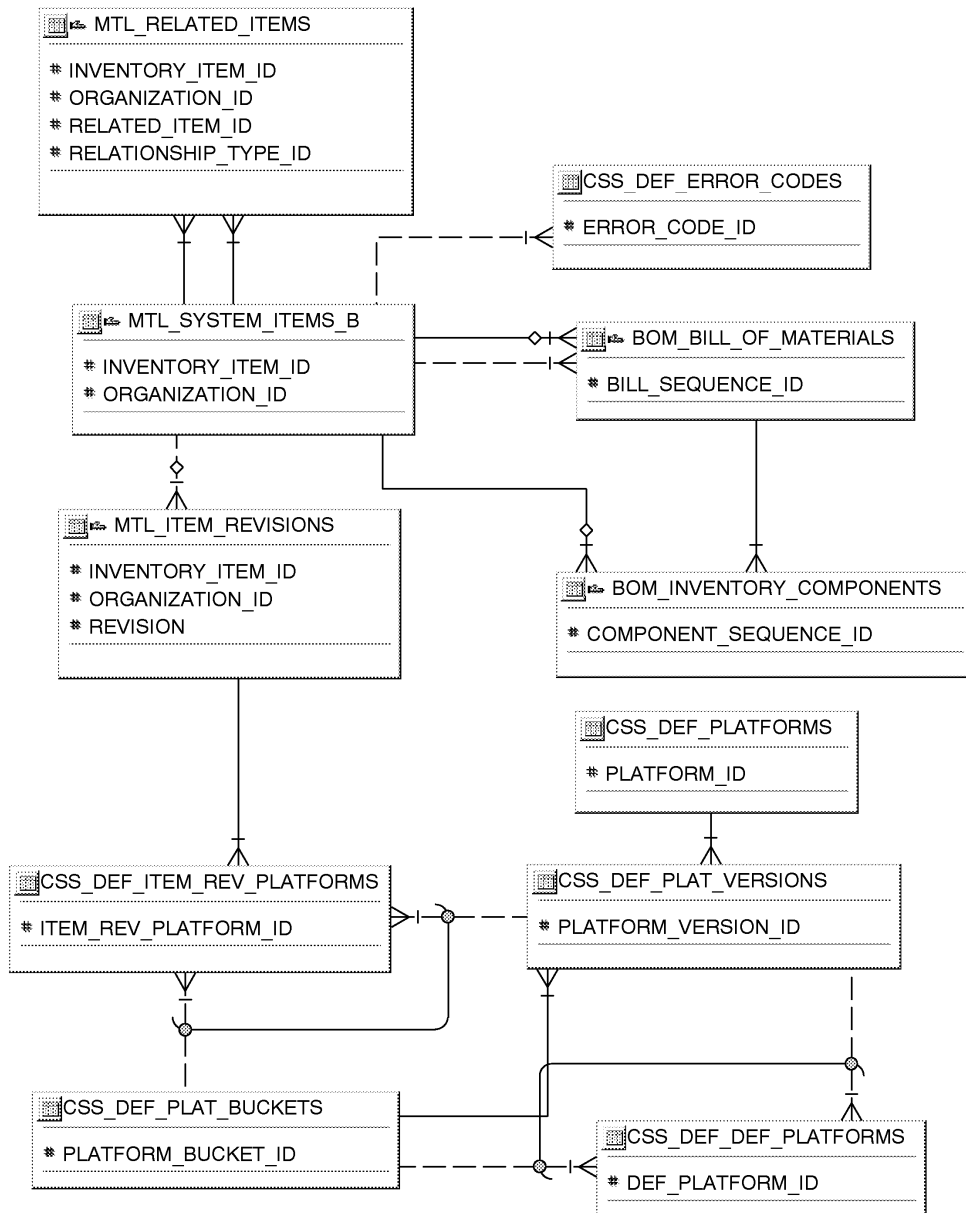 MTL_RELATED_ITEMS
# INVENTORY_ITEM_ID
# ORGANIZATION_ID
# RELATED_ITEM_ID
# RELATIONSHIP_TYPE_ID
CSS_DEF_ERROR_CODES
# ERROR_CODE_ID
MTL_SYSTEM_ITEMS_B
# INVENTORY_ITEM_ID
# ORGANIZATION_ID
BOM_BILL_OF_MATERIALS
# BILL_SEQUENCE_ID
MTL_ITEM_REVISIONS
# INVENTORY_ITEM_ID
# ORGANIZATION_ID
# REVISION
BOM_INVENTORY_COMPONENTS
# COMPONENT_SEQUENCE_ID
CSS_DEF_PLATFORMS
# PLATFORM_ID
CSS_DEF_ITEM_REV_PLATFORMS
# ITEM_REV_PLATFORM_ID
CSS_DEF_PLAT_VERSIONS
# PLATFORM_VERSION_ID
CSS_DEF_PLAT_BUCKETS
# PLATFORM_BUCKET_ID
CSS_DEF_DEF_PLATFORMS
# DEF_PLATFORM_ID